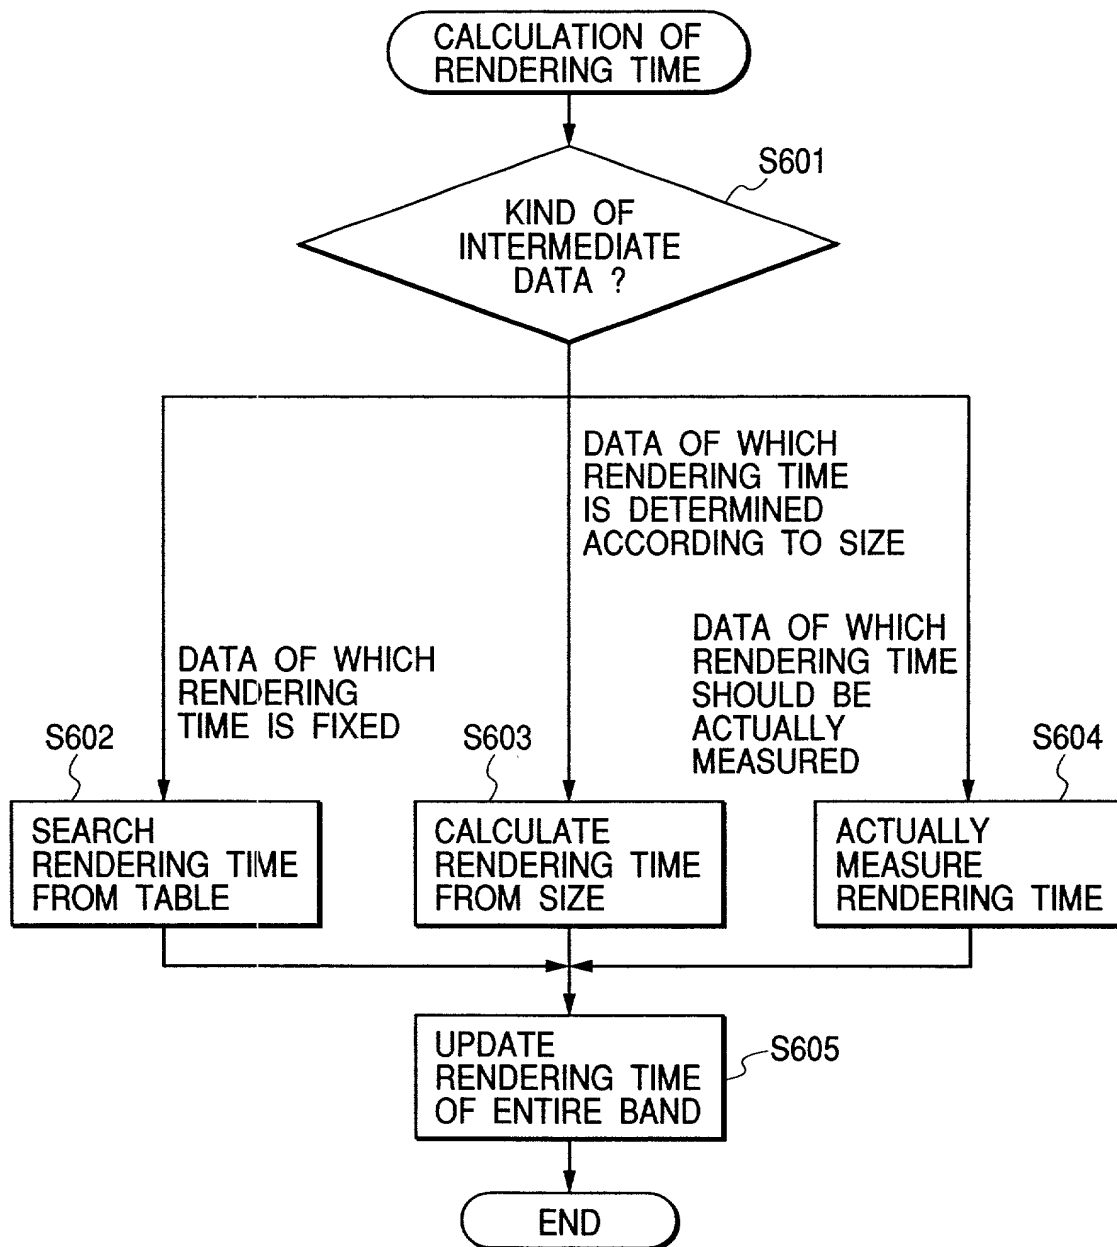 CALCULATION OF
RENDERING TIME
S601
KIND OF
INTERMEDIATE
DATA ?
DATA OF WHICH
RENDERING TIME
IS DETERMINED
ACCORDING TO SIZE
DATA OF WHICH
RENDERING
TIME IS FIXED
DATA OF WHICH
RENDERING TIME
SHOULD BE
ACTUALLY
MEASURED
S602
SEARCH
RENDERING TIME
FROM TABLE
S603
CALCULATE
RENDERING TIME
FROM SIZE
S604
ACTUALLY
MEASURE
RENDERING TIME
UPDATE
RENDERING TIME
OF ENTIRE BAND
S605
END